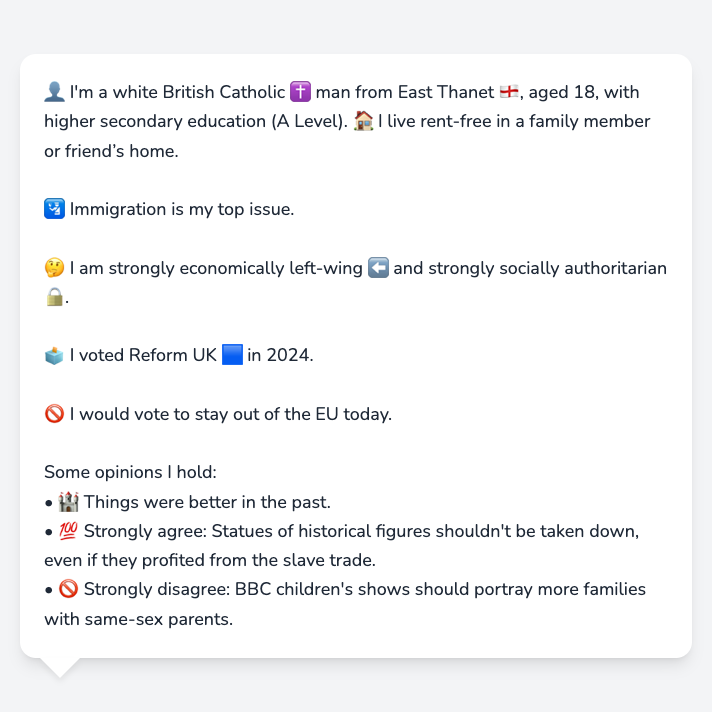 👤 I'm a white British Catholic ✝️ man from East Thanet 🏴󠁧󠁢󠁥󠁮󠁧󠁿, aged 18, with
higher secondary education (A Level). 🏠 I live rent-free in a family member
or friend’s home.
🛂 Immigration is my top issue.
🤔 I am strongly economically left-wing ⬅️ and strongly socially authoritarian
🔒.
🗳️ I voted Reform UK 🟦 in 2024.
🚫 I would vote to stay out of the EU today.
Some opinions I hold:
• 🏰 Things were better in the past.
• 💯 Strongly agree: Statues of historical figures shouldn't be taken down,
even if they profited from the slave trade.
• 🚫 Strongly disagree: BBC children's shows should portray more families
with same-sex parents.